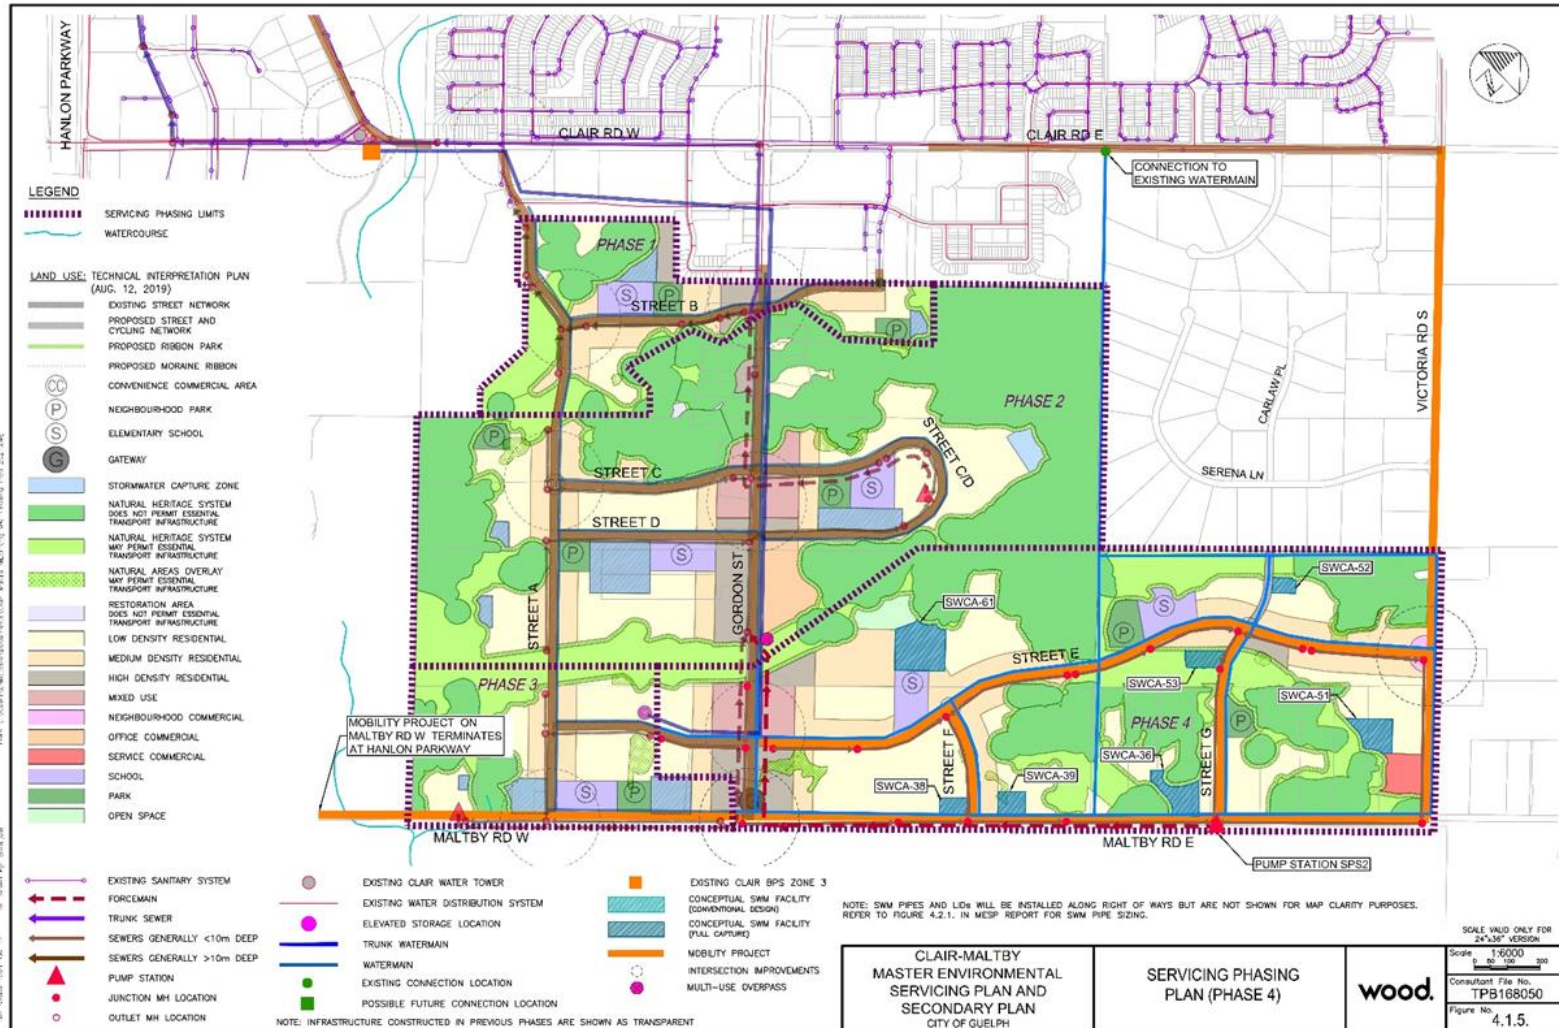 HANLON PARKWAY
CLAIR RD W
CLAIR RD E
CONNECTION TO
EXISTING WATERMAIN
LEGEND
SERVICING PHASING LIMITS
WATERCOURSE
LAND USE: TECHNICAL INTERPRETATION PLAN
(AUG. 12, 2019)
EXISTING STREET NETWORK
PROPOSED STREET AND
CYCLING NETWORK
PROPOSED RIBBON PARK
PROPOSED MORAINE RIBBON
CC
CONVENIENCE COMMERCIAL AREA
P
NEIGHBOURHOOD PARK
S
ELEMENTARY SCHOOL
G
GATEWAY
STORMWATER CAPTURE ZONE
NATURAL HERITAGE SYSTEM
DOES NOT PERMIT ESSENTIAL
TRANSPORT INFRASTRUCTURE
NATURAL HERITAGE SYSTEM
MAY PERMIT ESSENTIAL
TRANSPORT INFRASTRUCTURE
NATURAL AREAS OVERLAY
MAY PERMIT ESSENTIAL
TRANSPORT INFRASTRUCTURE
RESTORATION AREA
DOES NOT PERMIT ESSENTIAL
TRANSPORT INFRASTRUCTURE
LOW DENSITY RESIDENTIAL
MEDIUM DENSITY RESIDENTIAL
HIGH DENSITY RESIDENTIAL
MIXED USE
NEIGHBOURHOOD COMMERCIAL
OFFICE COMMERCIAL
SERVICE COMMERCIAL
SCHOOL
PARK
OPEN SPACE
PHASE 1
S
P
STREET B
P
PHASE 2
VICTORIA RD S
CARLAW PL
SERENA LN
P
STREET C
STREET C/D
P
S
STREET D
P
S
STREET A
GORDON ST
SWCA-61
SWCA-52
S
P
STREET E
S
SWCA-53
SWCA-51
PHASE 3
PHASE 4
P
STREET G
MOBILITY PROJECT ON
MALTBY RD W TERMINATES
AT HANLON PARKWAY
STREET F
SWCA-36
SWCA-38
SWCA-39
S
P
MALTBY RD W
MALTBY RD E
PUMP STATION SPS2
EXISTING SANITARY SYSTEM
FORCEMAIN
TRUNK SEWER
SEWERS GENERALLY <10m DEEP
SEWERS GENERALLY >10m DEEP
PUMP STATION
JUNCTION MH LOCATION
OUTLET MH LOCATION
EXISTING CLAIR WATER TOWER
EXISTING WATER DISTRIBUTION SYSTEM
ELEVATED STORAGE LOCATION
TRUNK WATERMAIN
WATERMAIN
EXISTING CONNECTION LOCATION
POSSIBLE FUTURE CONNECTION LOCATION
NOTE: INFRASTRUCTURE CONSTRUCTED IN PREVIOUS PHASES ARE SHOWN AS TRANSPARENT
EXISTING CLAIR BPS ZONE 3
CONCEPTUAL SWM FACILITY
(CONVENTIONAL DESIGN)
CONCEPTUAL SWM FACILITY
(FULL CAPTURE)
MOBILITY PROJECT
INTERSECTION IMPROVEMENTS
MULTI-USE OVERPASS
NOTE: SWM PIPES AND LIDs WILL BE INSTALLED ALONG RIGHT OF WAYS BUT ARE NOT SHOWN FOR MAP CLARITY PURPOSES.
REFER TO FIGURE 4.2.1. IN MESP REPORT FOR SWM PIPE SIZING.
CLAIR-MALTBY
MASTER ENVIRONMENTAL
SERVICING PLAN AND
SECONDARY PLAN
CITY OF GUELPH
SERVICING PHASING
PLAN (PHASE 4)
wood.
SCALE VALID ONLY FOR
24"x36" VERSION
Scale 1:6000
0 50 100 200
Consultant File No.
TPB168050
Figure No.
4.1.5.